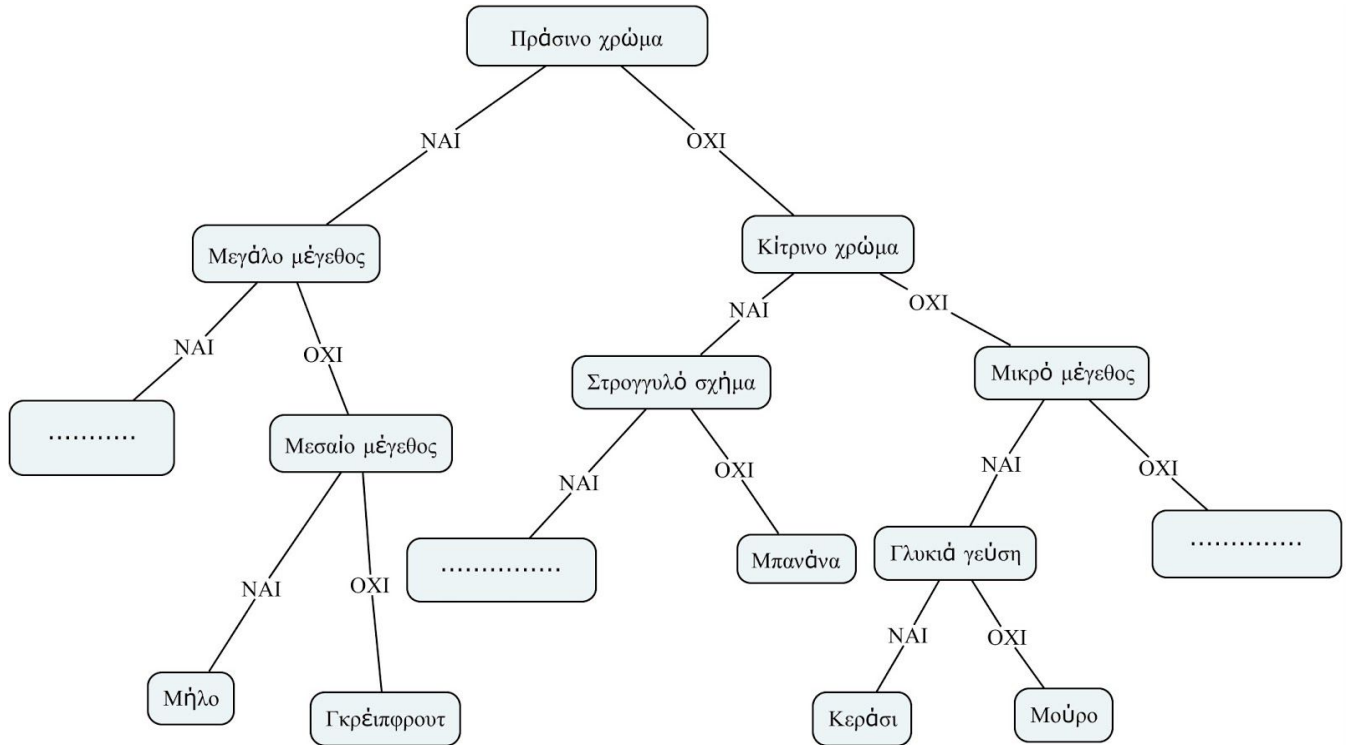 Πράσινο χρώμα
ΝΑΙ
ΟΧΙ
Μεγάλο μέγεθος
Κίτρινο χρώμα
ΝΑΙ
ΟΧΙ
ΝΑΙ
ΟΧΙ
...........
Μεσαίο μέγεθος
Στρογγυλό σχήμα
Μικρό μέγεθος
ΝΑΙ
ΟΧΙ
ΝΑΙ
ΟΧΙ
ΝΑΙ
ΟΧΙ
Μήλο
Γκρέιπφρουτ
...............
Μπανάνα
Γλυκιά γεύση
..............
ΝΑΙ
ΟΧΙ
Κεράσι
Μούρο